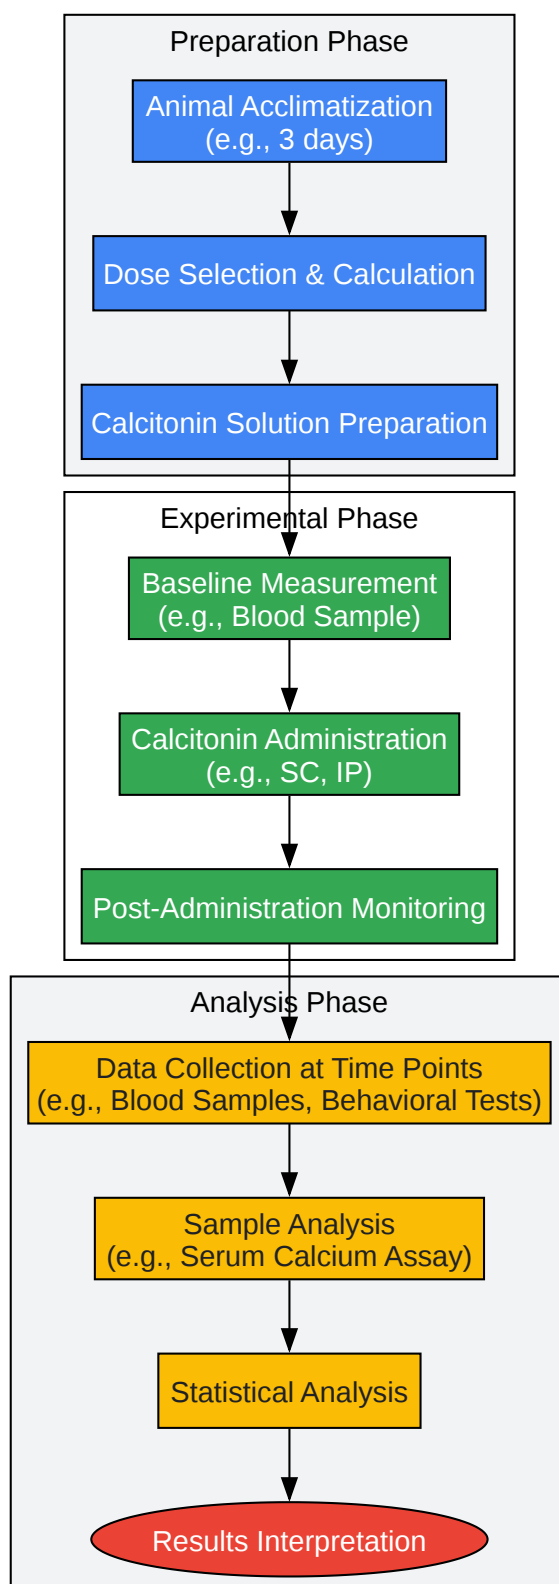 Preparation Phase
Animal Acclimatization
(e.g., 3 days)
Dose Selection & Calculation
Calcitonin Solution Preparation
Experimental Phase
Baseline Measurement
(e.g., Blood Sample)
Calcitonin Administration
(e.g., SC, IP)
Post-Administration Monitoring
Analysis Phase
Data Collection at Time Points
(e.g., Blood Samples, Behavioral Tests)
Sample Analysis
(e.g., Serum Calcium Assay)
Statistical Analysis
Results Interpretation